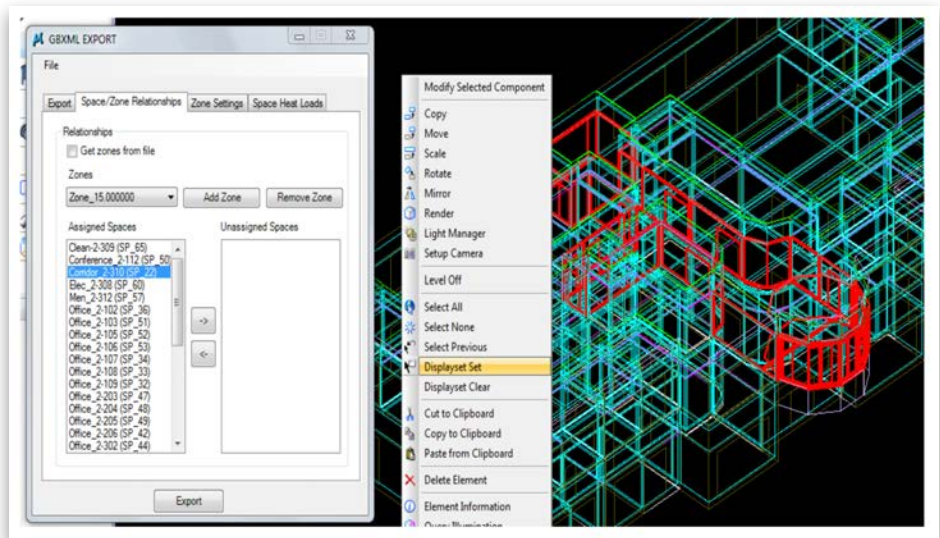 GBXML EXPORT
File
Export
Space/Zone Relationships
Zone Settings
Space Heat Loads
Relationships
Get zones from file
Zones
Zone_15.000000
Add Zone
Remove Zone
Assigned Spaces
Unassigned Spaces
Clean-2-309 (SP_65)
Conference_2-112 (SP_50)
Corridor_2-310 (SP_22)
Elec_2-308 (SP_60)
Men_2-312 (SP_57)
Office_2-102 (SP_36)
Office_2-103 (SP_51)
Office_2-105 (SP_52)
Office_2-106 (SP_53)
Office_2-107 (SP_34)
Office_2-108 (SP_33)
Office_2-109 (SP_32)
Office_2-203 (SP_47)
Office_2-204 (SP_48)
Office_2-205 (SP_49)
Office_2-206 (SP_42)
Office_2-302 (SP_44)
->
<-
Export
Modify Selected Component
Copy
Move
Scale
Rotate
Mirror
Render
Light Manager
Setup Camera
Level Off
Select All
Select None
Select Previous
Displayset Set
Displayset Clear
Cut to Clipboard
Copy to Clipboard
Paste from Clipboard
Delete Element
Element Information
Query Illumination